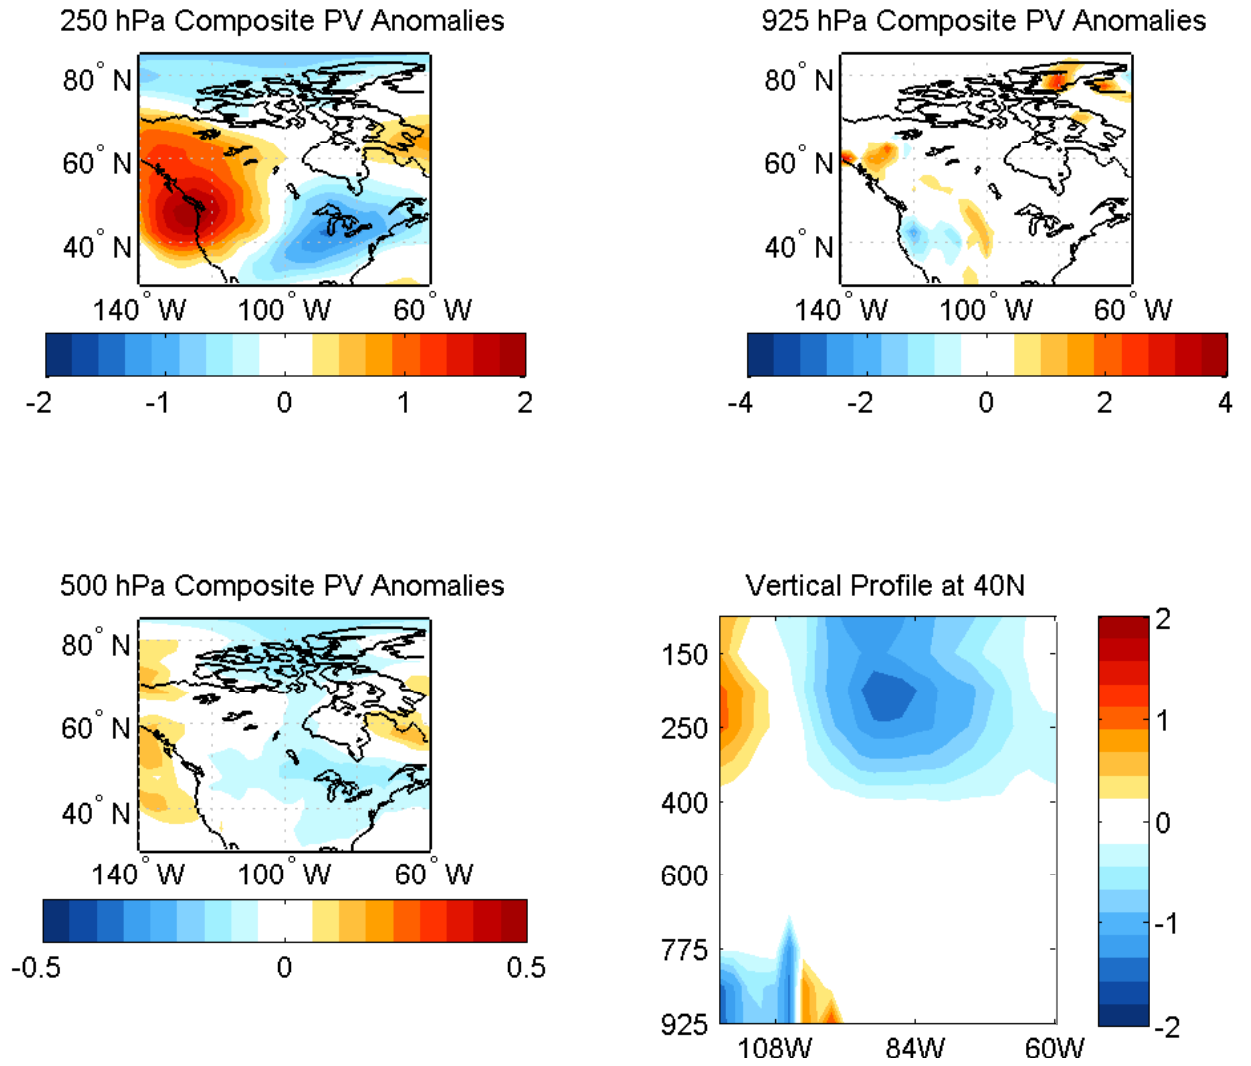 250 hPa Composite PV Anomalies
80° N
60° N
40° N
140° W 100° W 60° W
-2 -1 0 1 2
925 hPa Composite PV Anomalies
80° N
60° N
40° N
140° W 100° W 60° W
-4 -2 0 2 4
500 hPa Composite PV Anomalies
80° N
60° N
40° N
140° W 100° W 60° W
-0.5 0 0.5
Vertical Profile at 40N
150
250
400
600
775
925
108W 84W 60W
2
1
0
-1
-2